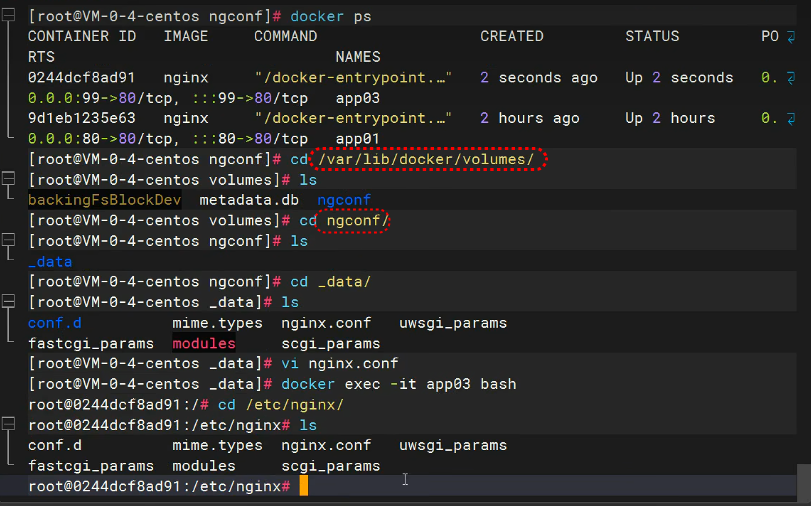 [root@VM-0-4-centos ngconf]# docker ps
CONTAINER ID   IMAGE     COMMAND                  CREATED         STATUS         PO
RTS                                   NAMES
0244dcf8ad91   nginx     "/docker-entrypoint.…"   2 seconds ago   Up 2 seconds   0.
0.0.0:99->80/tcp, :::99->80/tcp   app03
9d1eb1235e63   nginx     "/docker-entrypoint.…"   2 hours ago     Up 2 hours     0.
0.0.0:80->80/tcp, :::80->80/tcp   app01
[root@VM-0-4-centos ngconf]# cd /var/lib/docker/volumes/
[root@VM-0-4-centos volumes]# ls
backingFsBlockDev  metadata.db  ngconf
[root@VM-0-4-centos volumes]# cd ngconf/
[root@VM-0-4-centos ngconf]# ls
_data
[root@VM-0-4-centos ngconf]# cd _data/
[root@VM-0-4-centos _data]# ls
conf.d          mime.types  nginx.conf   uwsgi_params
fastcgi_params  modules     scgi_params
[root@VM-0-4-centos _data]# vi nginx.conf
[root@VM-0-4-centos _data]# docker exec -it app03 bash
root@0244dcf8ad91:/# cd /etc/nginx/
root@0244dcf8ad91:/etc/nginx# ls
conf.d          mime.types  nginx.conf   uwsgi_params
fastcgi_params  modules     scgi_params
root@0244dcf8ad91:/etc/nginx#